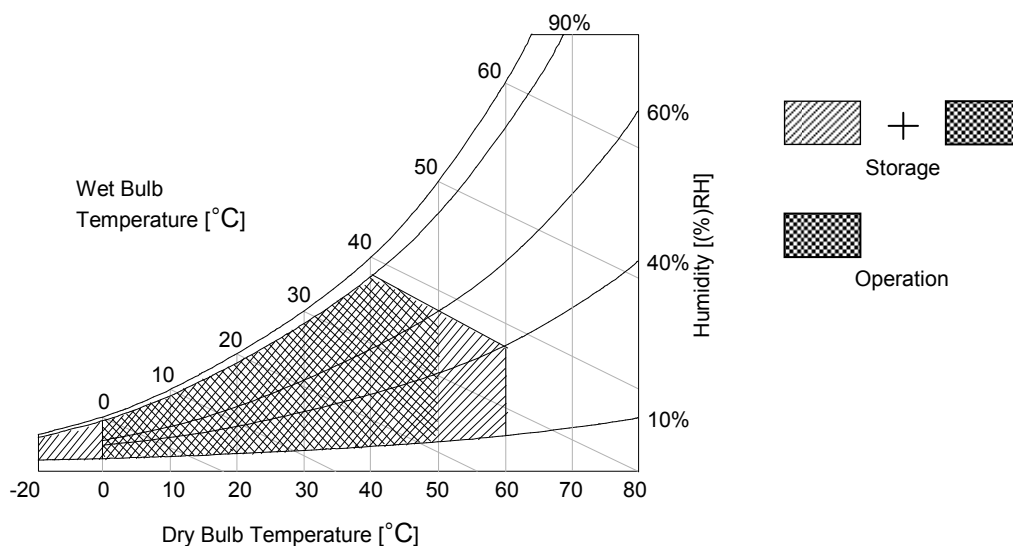 90%
60
60%
50
Wet Bulb
Temperature [°C]
Storage
40
40%
Humidity [(%)RH]
Operation
30
20
10
0
10%
-20 0 10 20 30 40 50 60 70 80
Dry Bulb Temperature [°C]